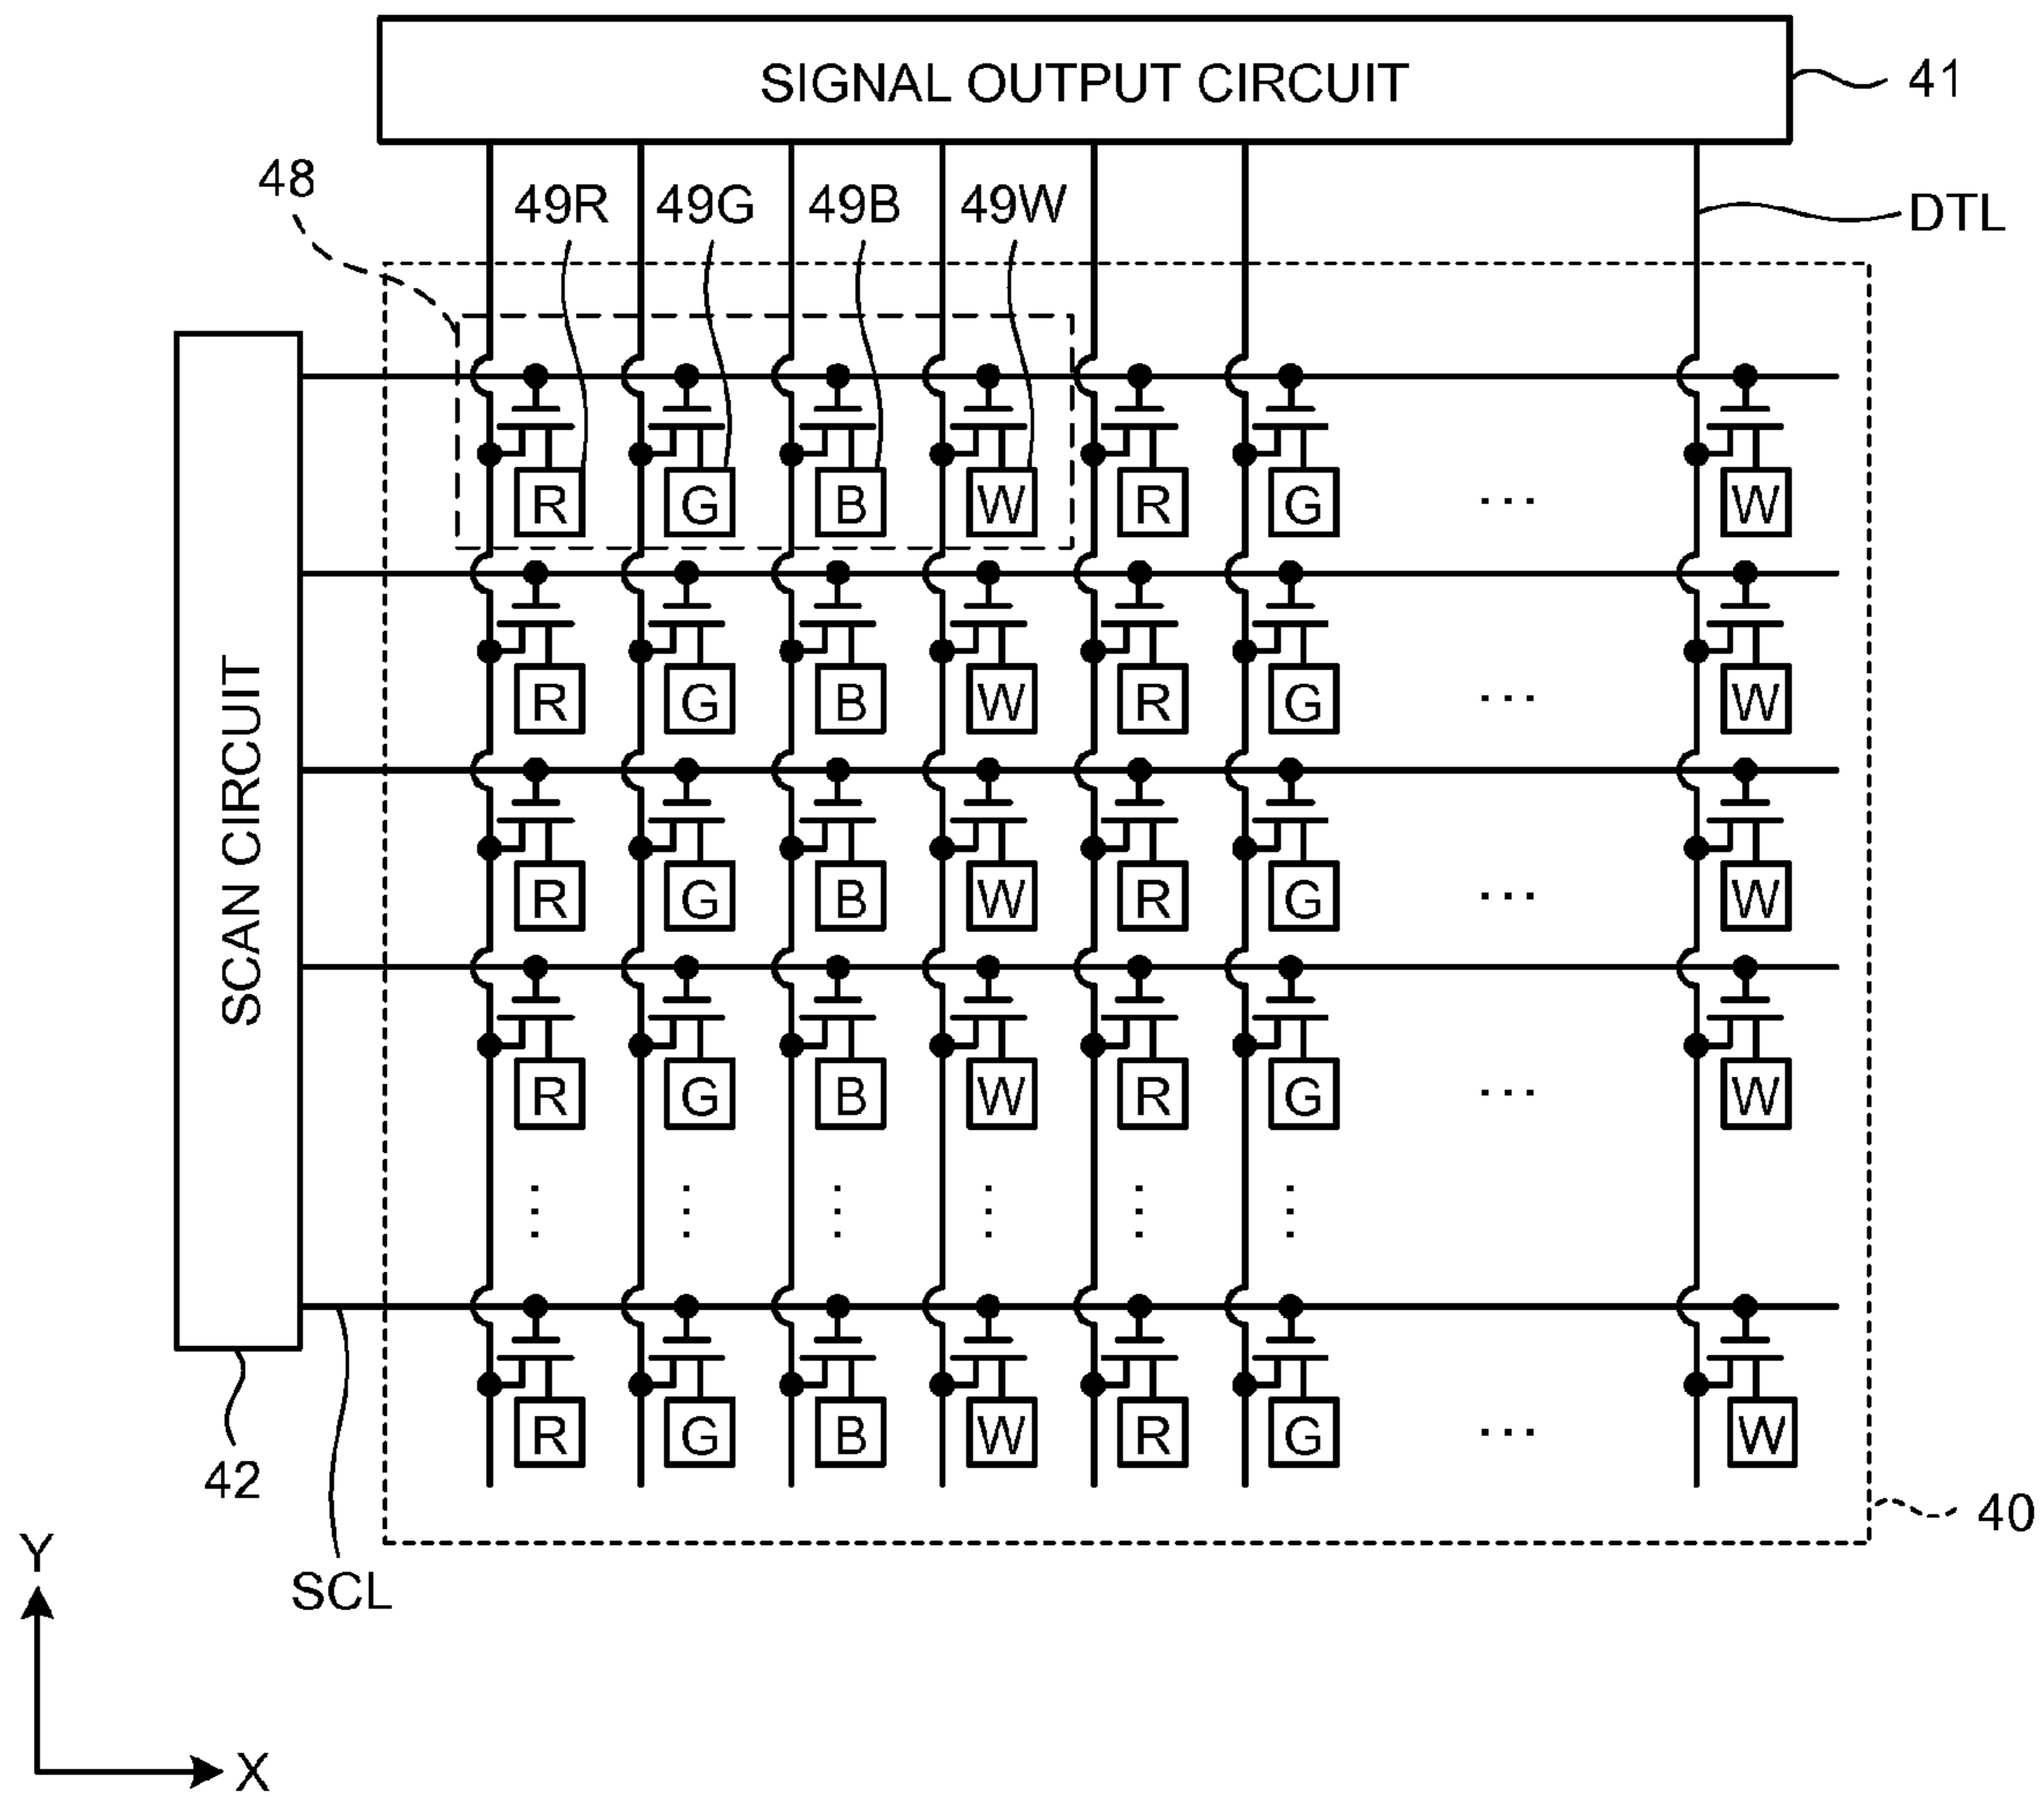 SIGNAL OUTPUT CIRCUIT
41
48
49R 49G 49B 49W
DTL
SCAN CIRCUIT
R G B W R G ... W
R G B W R G ... W
R G B W R G ... W
R G B W R G ... W
R G B W R G ... W
42
40
SCL
Y
X